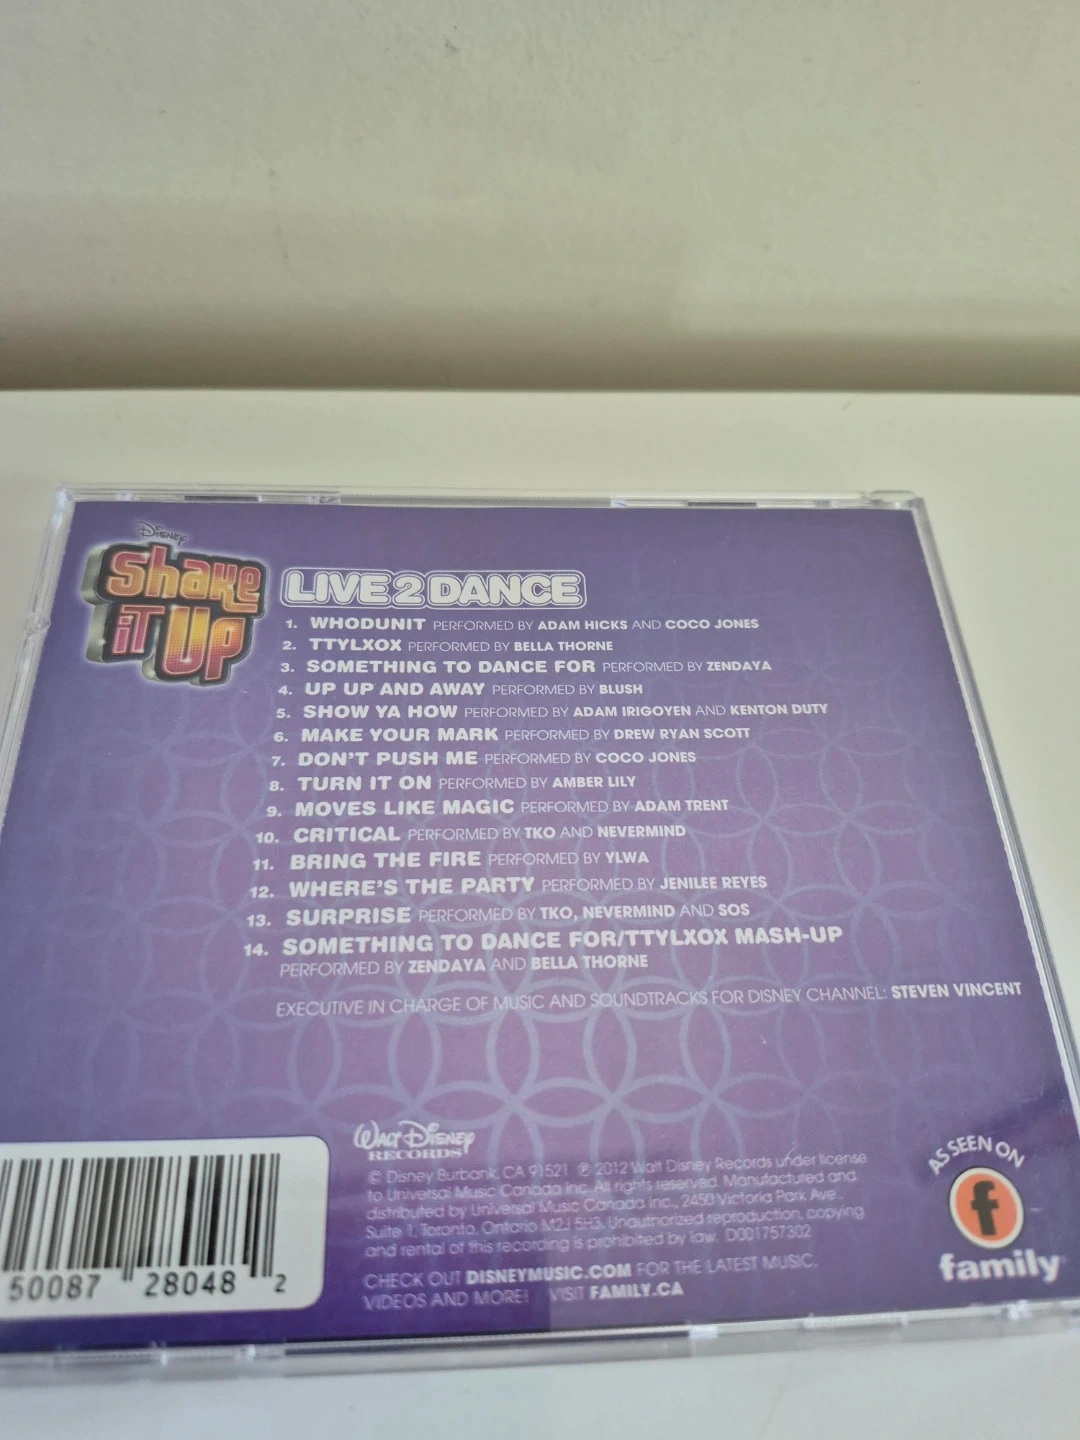 Disney
Shake
it Up
LIVE2DANCE
1. WHODUNIT PERFORMED BY ADAM HICKS AND COCO JONES
2. TTYLXOX PERFORMED BY BELLA THORNE
3. SOMETHING TO DANCE FOR PERFORMED BY ZENDAYA
4. UP UP AND AWAY PERFORMED BY BLUSH
5. SHOW YA HOW PERFORMED BY ADAM IRIGOYEN AND KENTON DUTY
6. MAKE YOUR MARK PERFORMED BY DREW RYAN SCOTT
7. DON'T PUSH ME PERFORMED BY COCO JONES
8. TURN IT ON PERFORMED BY AMBER LILY
9. MOVES LIKE MAGIC PERFORMED BY ADAM TRENT
10. CRITICAL PERFORMED BY TKO AND NEVERMIND
11. BRING THE FIRE PERFORMED BY YLWA
12. WHERE'S THE PARTY PERFORMED BY JENILEE REYES
13. SURPRISE PERFORMED BY TKO, NEVERMIND AND SOS
14. SOMETHING TO DANCE FOR/TTYLXOX MASH-UP
PERFORMED BY ZENDAYA AND BELLA THORNE
EXECUTIVE IN CHARGE OF MUSIC AND SOUNDTRACKS FOR DISNEY CHANNEL: STEVEN VINCENT
Walt Disney
RECORDS
© Disney Burbank, CA 91521 ℗ 2012 Walt Disney Records under license
to Universal Music Canada Inc. All rights reserved. Manufactured and
distributed by Universal Music Canada Inc., 2450 Victoria Park Ave.,
Suite 1, Toronto, Ontario M2J 5H3. Unauthorized reproduction, copying
and rental of this recording is prohibited by law. D001757302
CHECK OUT DISNEYMUSIC.COM FOR THE LATEST MUSIC,
VIDEOS AND MORE! VISIT FAMILY.CA
50087 28048 2
AS SEEN ON
f
family